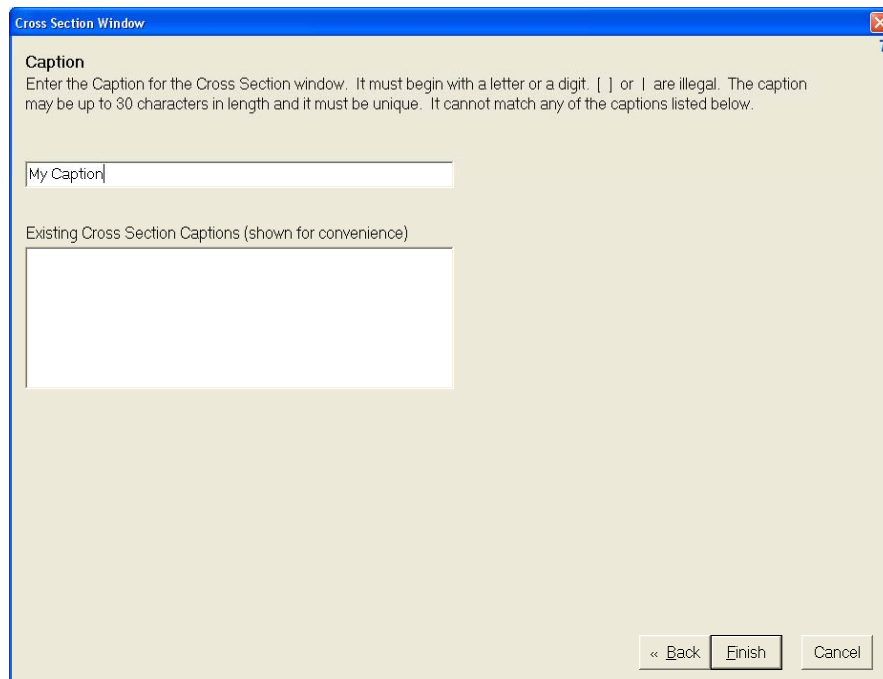 Cross Section Window
Caption
Enter the Caption for the Cross Section window. It must begin with a letter or a digit. [ ] or | are illegal. The caption
may be up to 30 characters in length and it must be unique. It cannot match any of the captions listed below.
My Caption
Existing Cross Section Captions (shown for convenience)
« Back
Finish
Cancel